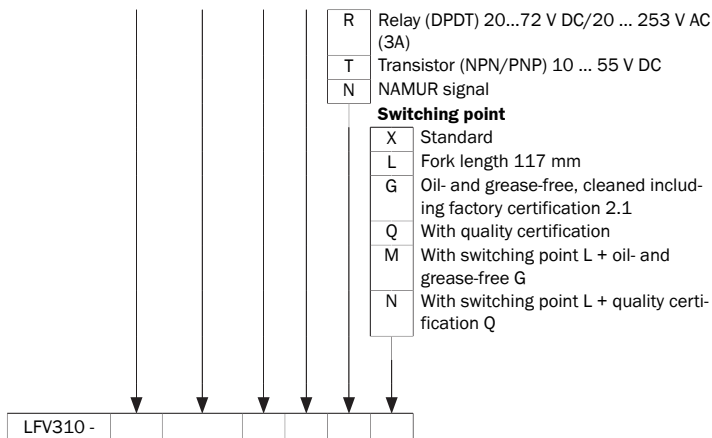 R Relay (DPDT) 20...72 V DC/20 ... 253 V AC
(3A)
T Transistor (NPN/PNP) 10 ... 55 V DC
N NAMUR signal
Switching point
X Standard
L Fork length 117 mm
G Oil- and grease-free, cleaned includ-
ing factory certification 2.1
Q With quality certification
M With switching point L + oil- and
grease-free G
N With switching point L + quality certi-
fication Q
LFV310 -